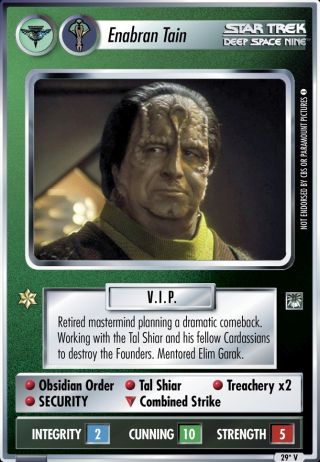 Enabran Tain
STAR TREK
DEEP SPACE NINE
NOT ENDORSED BY CBS OR PARAMOUNT PICTURES
V.I.P.
Retired mastermind planning a dramatic comeback.
Working with the Tal Shiar and his fellow Cardassians
to destroy the Founders. Mentored Elim Garak.
Obsidian Order Tal Shiar Treachery x2
SECURITY Combined Strike
INTEGRITY 2 CUNNING 10 STRENGTH 5
29* V